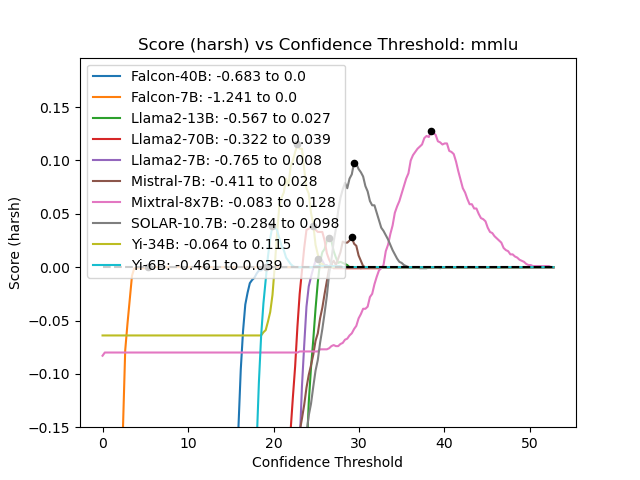 Score (harsh) vs Confidence Threshold: mmlu
Falcon-40B: -0.683 to 0.0
Falcon-7B: -1.241 to 0.0
Llama2-13B: -0.567 to 0.027
Llama2-70B: -0.322 to 0.039
Llama2-7B: -0.765 to 0.008
Mistral-7B: -0.411 to 0.028
Mixtral-8x7B: -0.083 to 0.128
SOLAR-10.7B: -0.284 to 0.098
Yi-34B: -0.064 to 0.115
Yi-6B: -0.461 to 0.039
Score (harsh)
0.15
0.10
0.05
0.00
−0.05
−0.10
−0.15
0 10 20 30 40 50
Confidence Threshold